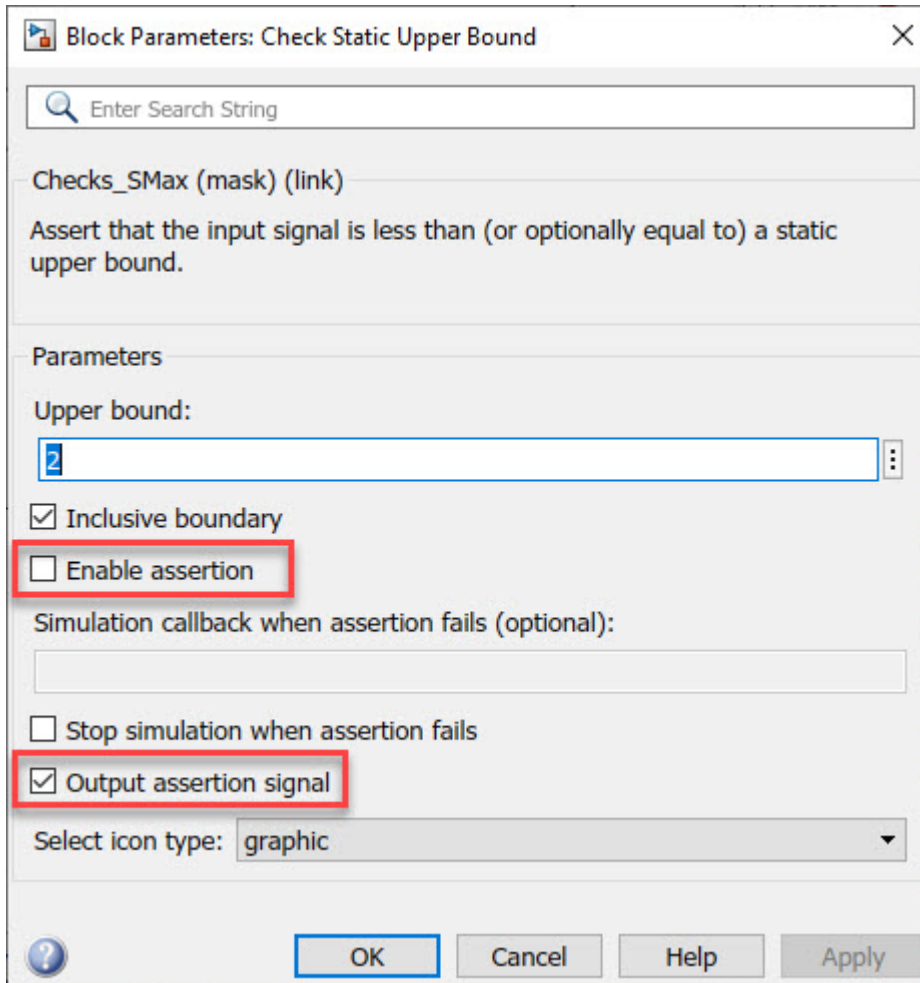 Block Parameters: Check Static Upper Bound
Enter Search String
Checks_SMax (mask) (link)
Assert that the input signal is less than (or optionally equal to) a static
upper bound.
Parameters
Upper bound:
2
Inclusive boundary
Enable assertion
Simulation callback when assertion fails (optional):
Stop simulation when assertion fails
Output assertion signal
Select icon type: graphic
? OK Cancel Help Apply